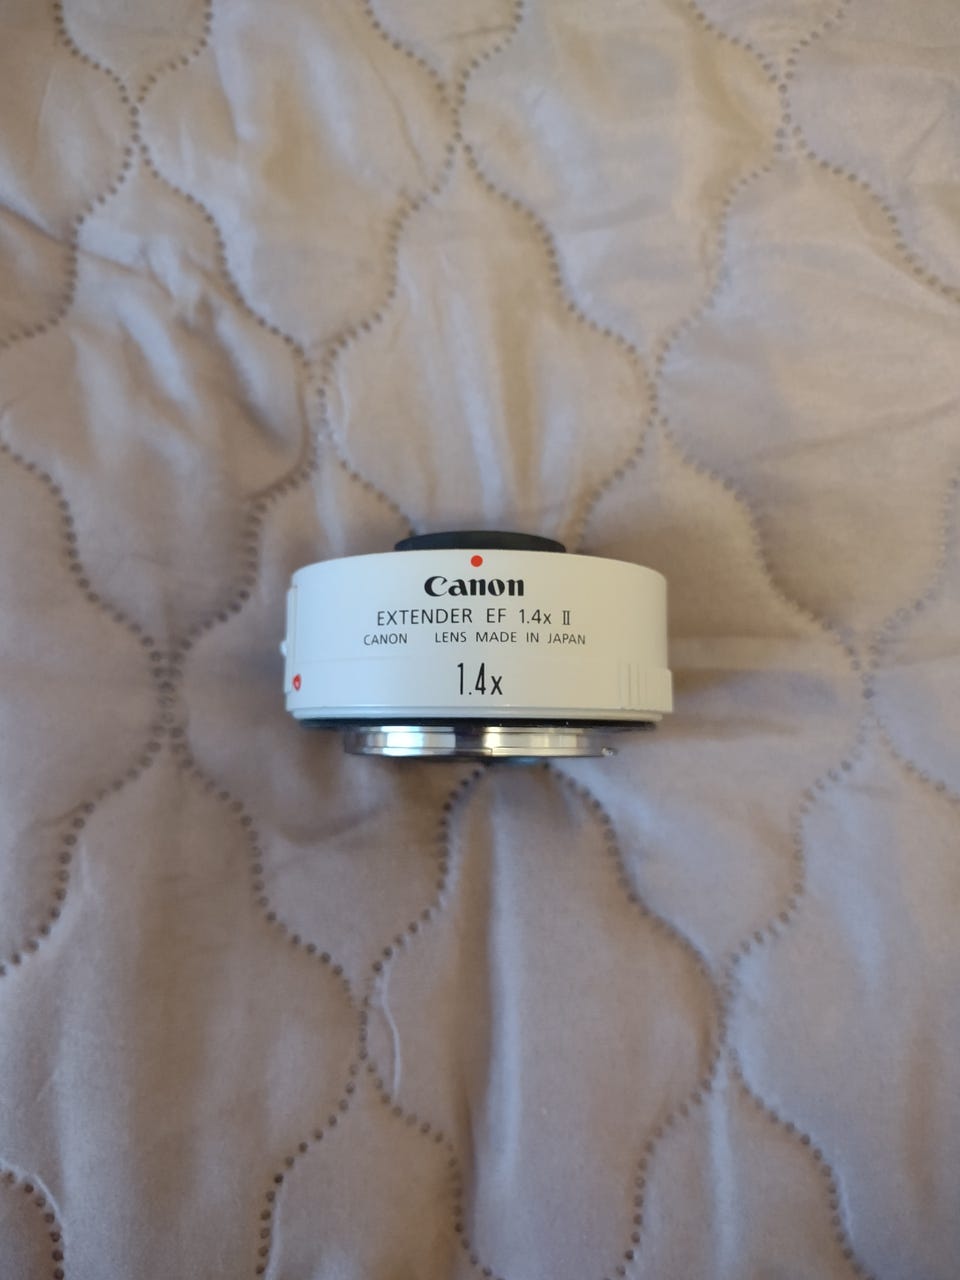 Canon
EXTENDER EF 1.4x II
CANON LENS MADE IN JAPAN
1.4x